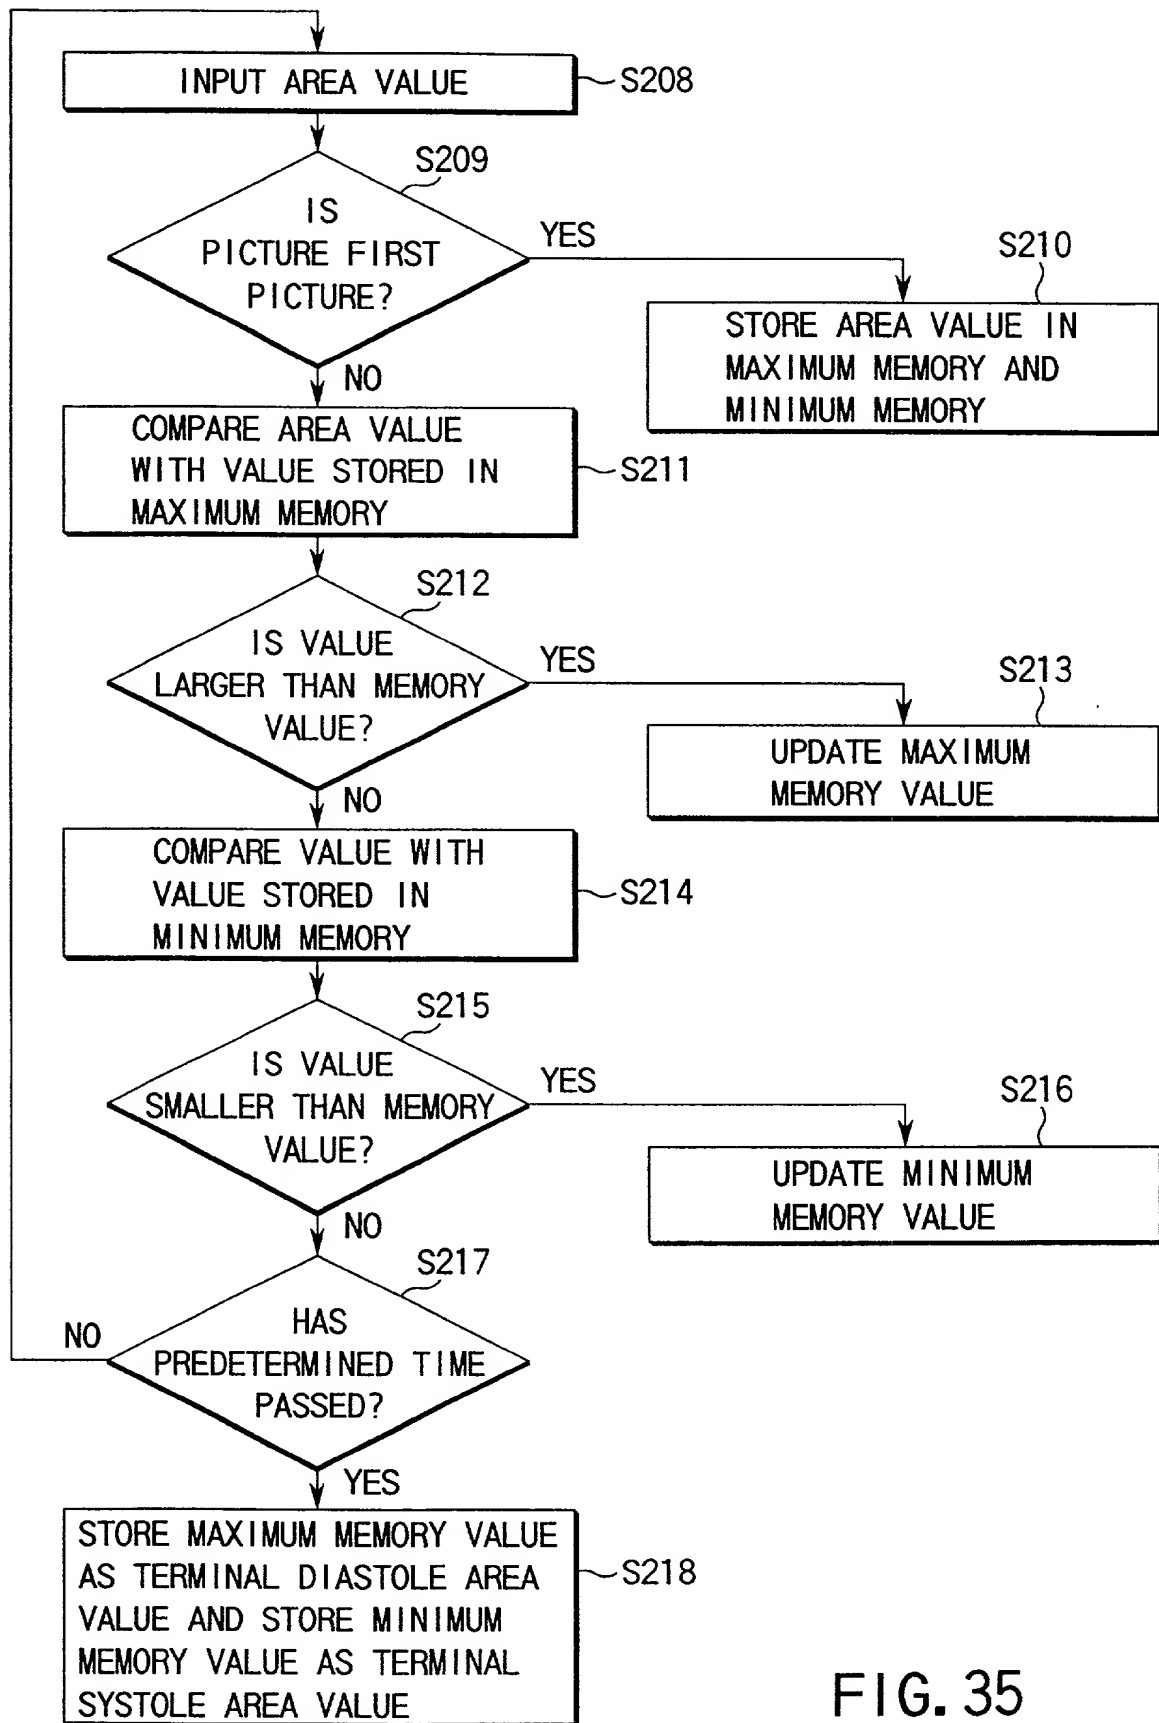 INPUT AREA VALUE
S208
S209
IS
PICTURE FIRST
PICTURE?
YES
S210
STORE AREA VALUE IN
MAXIMUM MEMORY AND
MINIMUM MEMORY
NO
COMPARE AREA VALUE
WITH VALUE STORED IN
MAXIMUM MEMORY
S211
S212
IS VALUE
LARGER THAN MEMORY
VALUE?
YES
S213
UPDATE MAXIMUM
MEMORY VALUE
NO
COMPARE VALUE WITH
VALUE STORED IN
MINIMUM MEMORY
S214
S215
IS VALUE
SMALLER THAN MEMORY
VALUE?
YES
S216
UPDATE MINIMUM
MEMORY VALUE
NO
S217
HAS
PREDETERMINED TIME
PASSED?
NO
YES
STORE MAXIMUM MEMORY VALUE
AS TERMINAL DIASTOLE AREA
VALUE AND STORE MINIMUM
MEMORY VALUE AS TERMINAL
SYSTOLE AREA VALUE
S218
FIG. 35